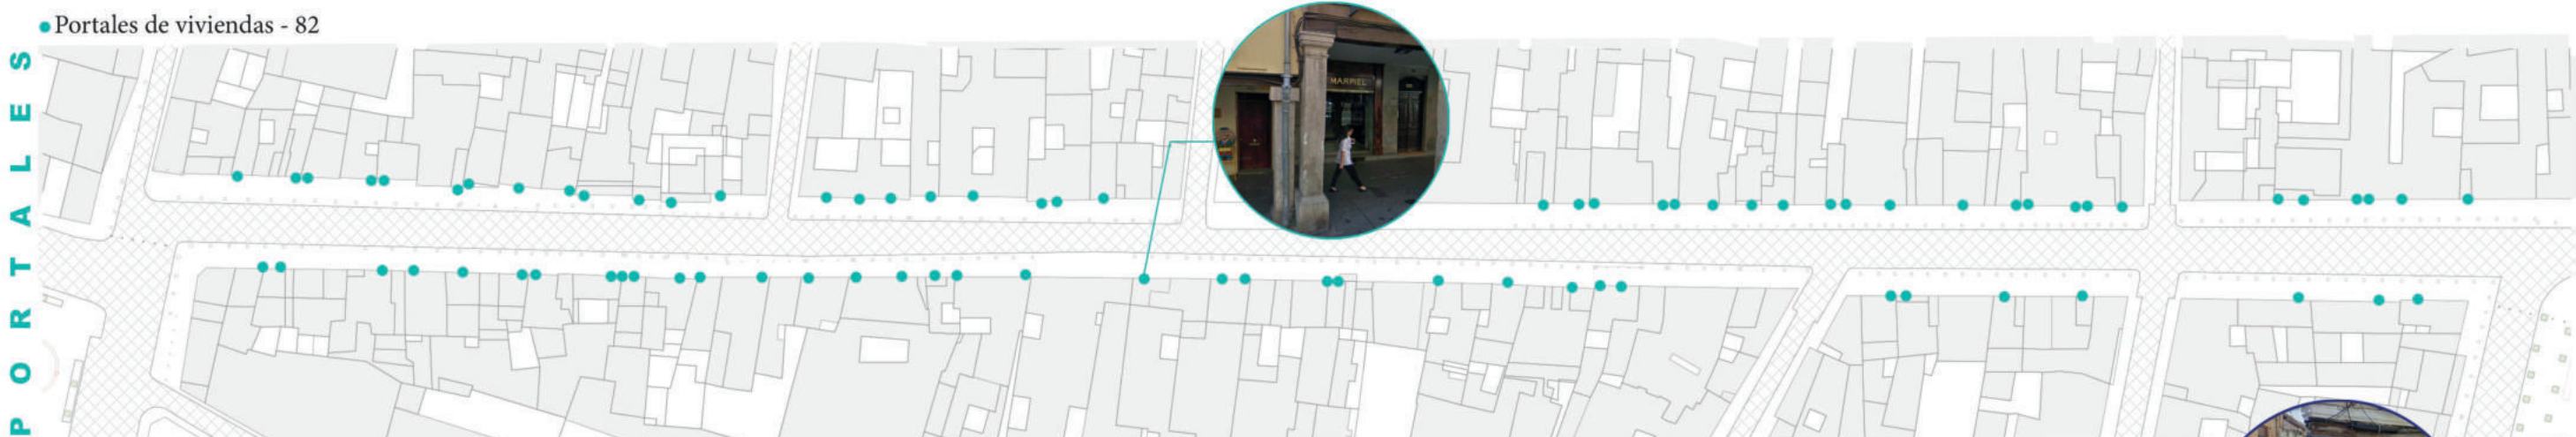 Portales de viviendas - 82
PORTALES
MARPIEL